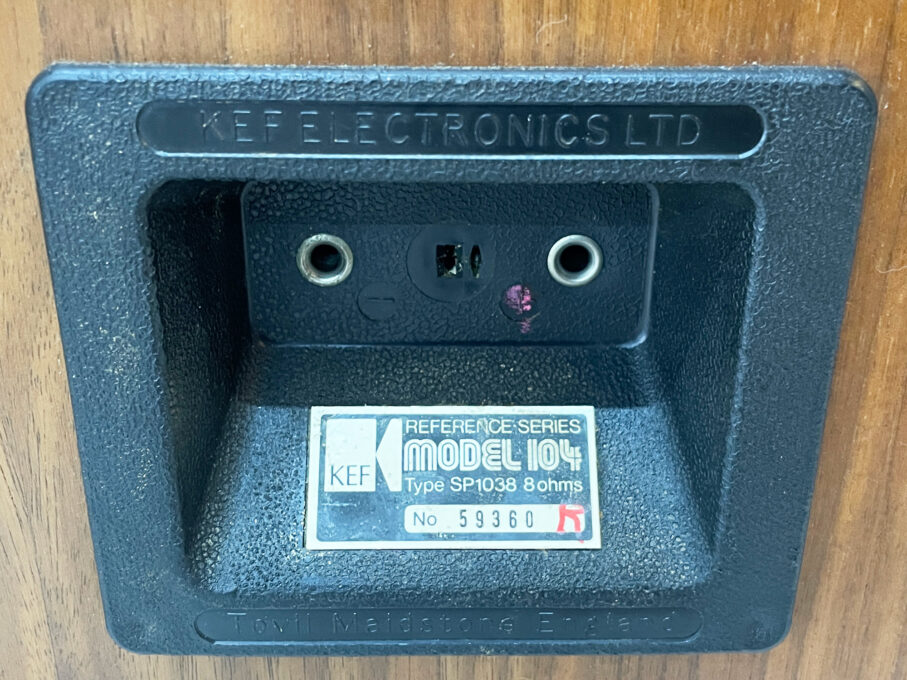 KEF ELECTRONICS LTD
REFERENCE SERIES
MODEL 104
KEF
Type SP1038 8 ohms
No 59360 R
Tovil Maidstone England